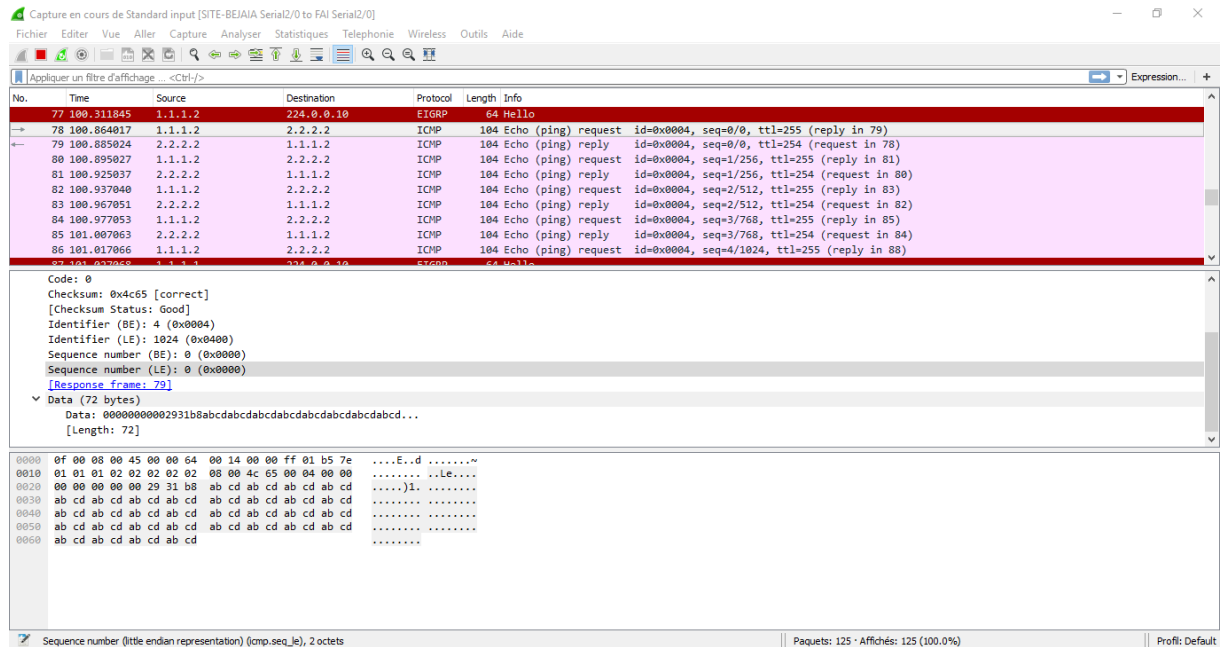 Capture en cours de Standard input [SITE-BEJAIA Serial2/0 to FAI Serial2/0]
Fichier Editer Vue Aller Capture Analyser Statistiques Telephonie Wireless Outils Aide
Appliquer un filtre d'affichage ... <Ctrl-/> Expression... +
No. Time Source Destination Protocol Length Info
77 100.311845 1.1.1.2 224.0.0.10 EIGRP 64 Hello
78 100.864017 1.1.1.2 2.2.2.2 ICMP 104 Echo (ping) request id=0x0004, seq=0/0, ttl=255 (reply in 79)
79 100.885024 2.2.2.2 1.1.1.2 ICMP 104 Echo (ping) reply id=0x0004, seq=0/0, ttl=254 (request in 78)
80 100.895027 1.1.1.2 2.2.2.2 ICMP 104 Echo (ping) request id=0x0004, seq=1/256, ttl=255 (reply in 81)
81 100.925037 2.2.2.2 1.1.1.2 ICMP 104 Echo (ping) reply id=0x0004, seq=1/256, ttl=254 (request in 80)
82 100.937040 1.1.1.2 2.2.2.2 ICMP 104 Echo (ping) request id=0x0004, seq=2/512, ttl=255 (reply in 83)
83 100.967051 2.2.2.2 1.1.1.2 ICMP 104 Echo (ping) reply id=0x0004, seq=2/512, ttl=254 (request in 82)
84 100.977053 1.1.1.2 2.2.2.2 ICMP 104 Echo (ping) request id=0x0004, seq=3/768, ttl=255 (reply in 85)
85 101.007063 2.2.2.2 1.1.1.2 ICMP 104 Echo (ping) reply id=0x0004, seq=3/768, ttl=254 (request in 84)
86 101.017066 1.1.1.2 2.2.2.2 ICMP 104 Echo (ping) request id=0x0004, seq=4/1024, ttl=255 (reply in 88)
87 101.027068 1.1.1.1 224.0.0.10 EIGRP 64 Hello
Code: 0
Checksum: 0x4c65 [correct]
[Checksum Status: Good]
Identifier (BE): 4 (0x0004)
Identifier (LE): 1024 (0x0400)
Sequence number (BE): 0 (0x0000)
Sequence number (LE): 0 (0x0000)
[Response frame: 79]
Data (72 bytes)
Data: 00000000002931b8abcdabcdabcdabcdabcdabcdabcdabcd...
[Length: 72]
0000 0f 00 08 00 45 00 00 64 00 14 00 00 ff 01 b5 7e ....E..d .......~
0010 01 01 01 02 02 02 02 02 08 00 4c 65 00 04 00 00 ........ ..Le....
0020 00 00 00 00 00 29 31 b8 ab cd ab cd ab cd ab cd .....)1. ........
0030 ab cd ab cd ab cd ab cd ab cd ab cd ab cd ab cd ........ ........
0040 ab cd ab cd ab cd ab cd ab cd ab cd ab cd ab cd ........ ........
0050 ab cd ab cd ab cd ab cd ab cd ab cd ab cd ab cd ........ ........
0060 ab cd ab cd ab cd ab cd ........
Sequence number (little endian representation) (icmp.seq_le), 2 octets Paquets: 125 · Affichés: 125 (100.0%) Profil: Default